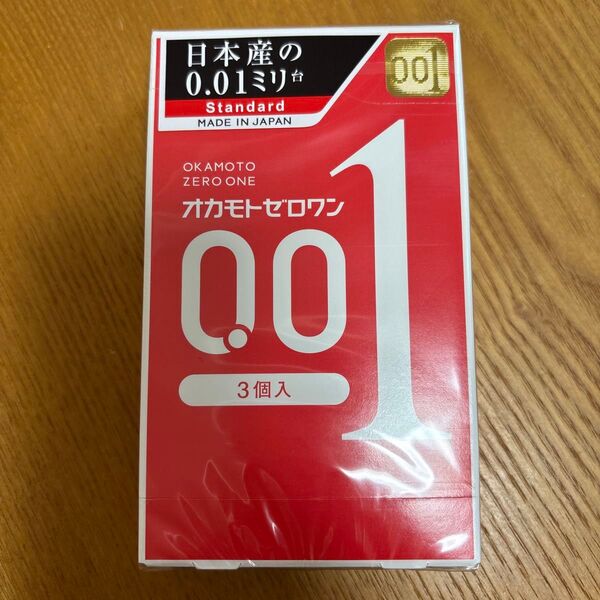 日本産の
0.01ミリ台
Standard
MADE IN JAPAN
001
OKAMOTO
ZERO ONE
オカモトゼロワン
0.01
3個入